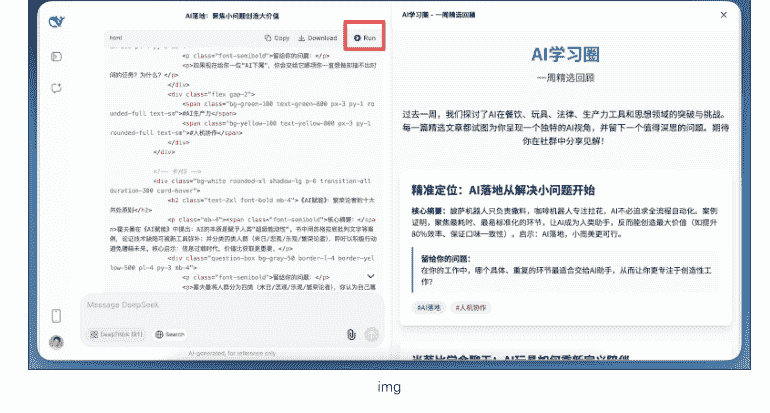 AI落地：聚焦小问题创造大价值
html
Copy
Download
Run
<p class="font-semibold">留给你的问题：</p>
<p>如果现在给你一位"AI下属"，你会交给它哪项你一直想做却抽不出时
间的任务？为什么？</p>
</div>
<div class="flex gap-2">
<span class="bg-green-100 text-green-800 px-3 py-1 ro
unded-full text-sm">#AI生产力</span>
<span class="bg-yellow-100 text-yellow-800 px-3 py-1
rounded-full text-sm">#人机协作</span>
</div>
</div>
<div class="bg-white rounded-xl shadow-lg p-6 transition-all
duration-300 card-hover">
<h2 class="text-2xl font-bold mb-4">《AI赋能》
</h2>
<p class="mb-4"><span class="font-semibold">核心摘要：</spa
n>
<div class="question-box bg-gray-50 border-l-4 border-yel
low-500 pl-4 py-3 mb-4">
<p class="font-semibold">留给你的问题：</p>
Message DeepSeek
DeepThink (R1)
Search
AI-generated, for reference only
AI学习圈 - 一周精选回顾
AI学习圈
一周精选回顾
过去一周，我们探讨了AI在餐饮、玩具、法律、生产力工具和思想领域的突破与挑战。
每一篇精选文章都试图为你呈现一个独特的AI视角，并留下一个值得深思的问题。期待
你在社群中分享见解！
精准定位：AI落地从解决小问题开始
核心摘要：披萨机器人只负责撒料，咖啡机器人专注拉花，AI不必追求全流程自动化。案例
证明，聚焦最耗时、最易标准化的环节，让AI成为人类助手，反而能创造最大价值（如提升
80%效率、保证口味一致性）。启示：AI落地，小而美更可行。
留给你的问题：
在你的工作中，哪个具体、重复的环节最适合交给AI助手，从而让你更专注于创造性工
作？
#AI落地
#人机协作
img